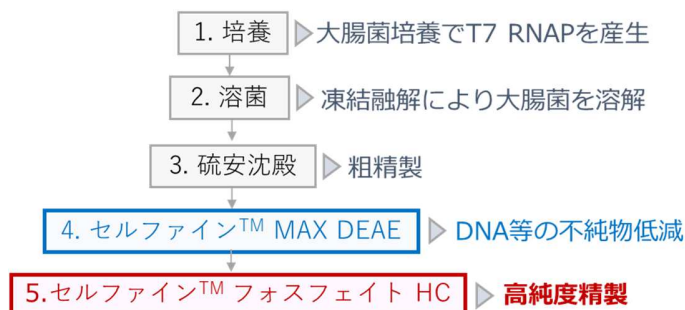 1. 培養 大腸菌培養でT7 RNAPを産生
2. 溶菌 凍結融解により大腸菌を溶解
3. 硫安沈殿 粗精製
4. セルファイン™ MAX DEAE DNA等の不純物低減
5.セルファイン™ フォスフェイト HC 高純度精製